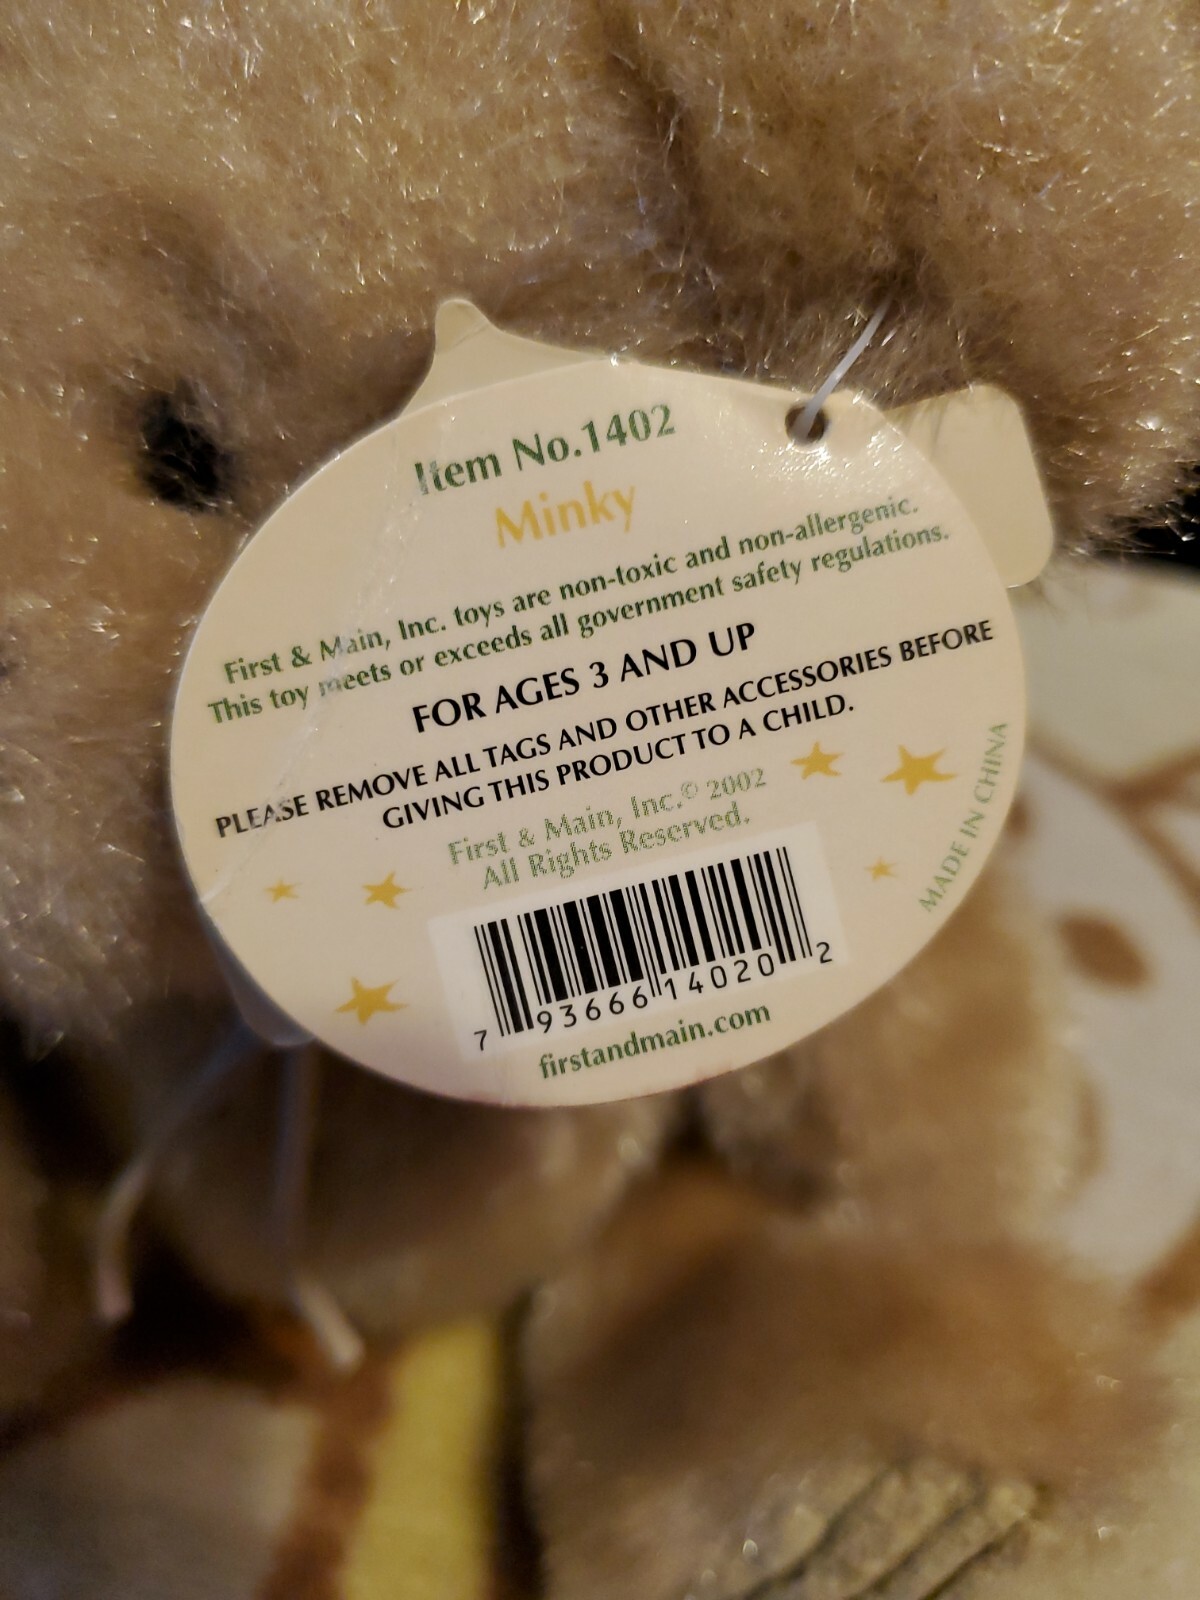 Item No.1402
Minky
First & Main, Inc. toys are non-toxic and non-allergenic.
This toy meets or exceeds all government safety regulations.
FOR AGES 3 AND UP
PLEASE REMOVE ALL TAGS AND OTHER ACCESSORIES BEFORE
GIVING THIS PRODUCT TO A CHILD.
First & Main, Inc.© 2002
All Rights Reserved.
MADE IN CHINA
7 93666 14020 2
firstandmain.com